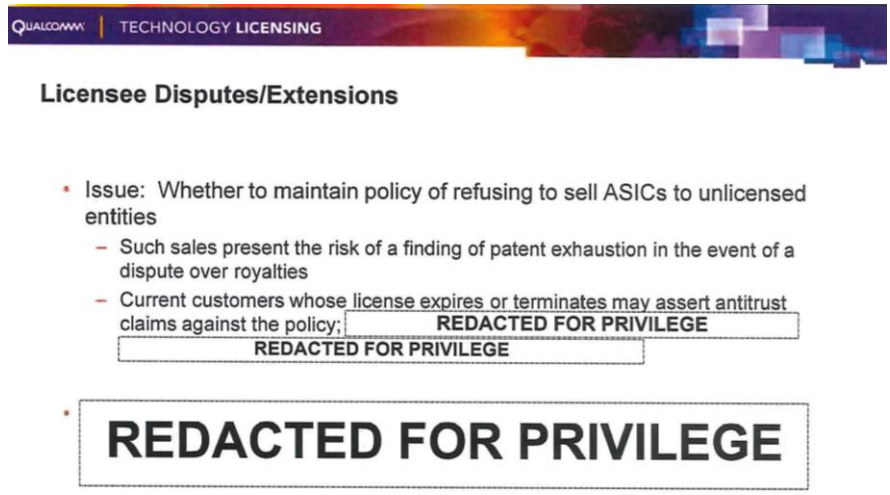 QUALCOMM | TECHNOLOGY LICENSING
Licensee Disputes/Extensions
• Issue: Whether to maintain policy of refusing to sell ASICs to unlicensed
entities
– Such sales present the risk of a finding of patent exhaustion in the event of a
dispute over royalties
– Current customers whose license expires or terminates may assert antitrust
claims against the policy; REDACTED FOR PRIVILEGE
REDACTED FOR PRIVILEGE
• REDACTED FOR PRIVILEGE